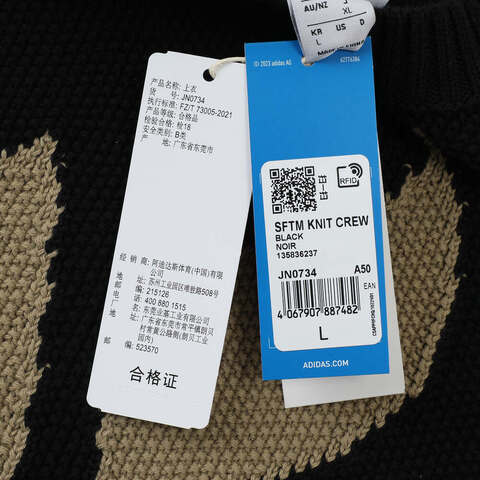 AU/NZ J
XL
KR US D
L
© 2023 adidas AG
产品名称:上衣
货 号:JN0734
执行标准:FZ/T 73005-2021
等 级:合格品
检验合格:检18
安全类别:B类
产 地:广东省东莞市
RFID
SFTM KNIT CREW
BLACK
NOIR
135836237
JN0734 A50
EAN
4 067907 887482
L
ADIDAS.COM
经 销 商:阿迪达斯体育(中国)有限
公司
地 址:苏州工业园区唯胜路508号
邮 编:215126
电 话:400 880 1515
生 产 厂:东莞业基工业有限公司
地 址:广东省东莞市常平镇朗贝
村常黄公路侧(朗贝工业
园内)
邮 编:523570
合格证